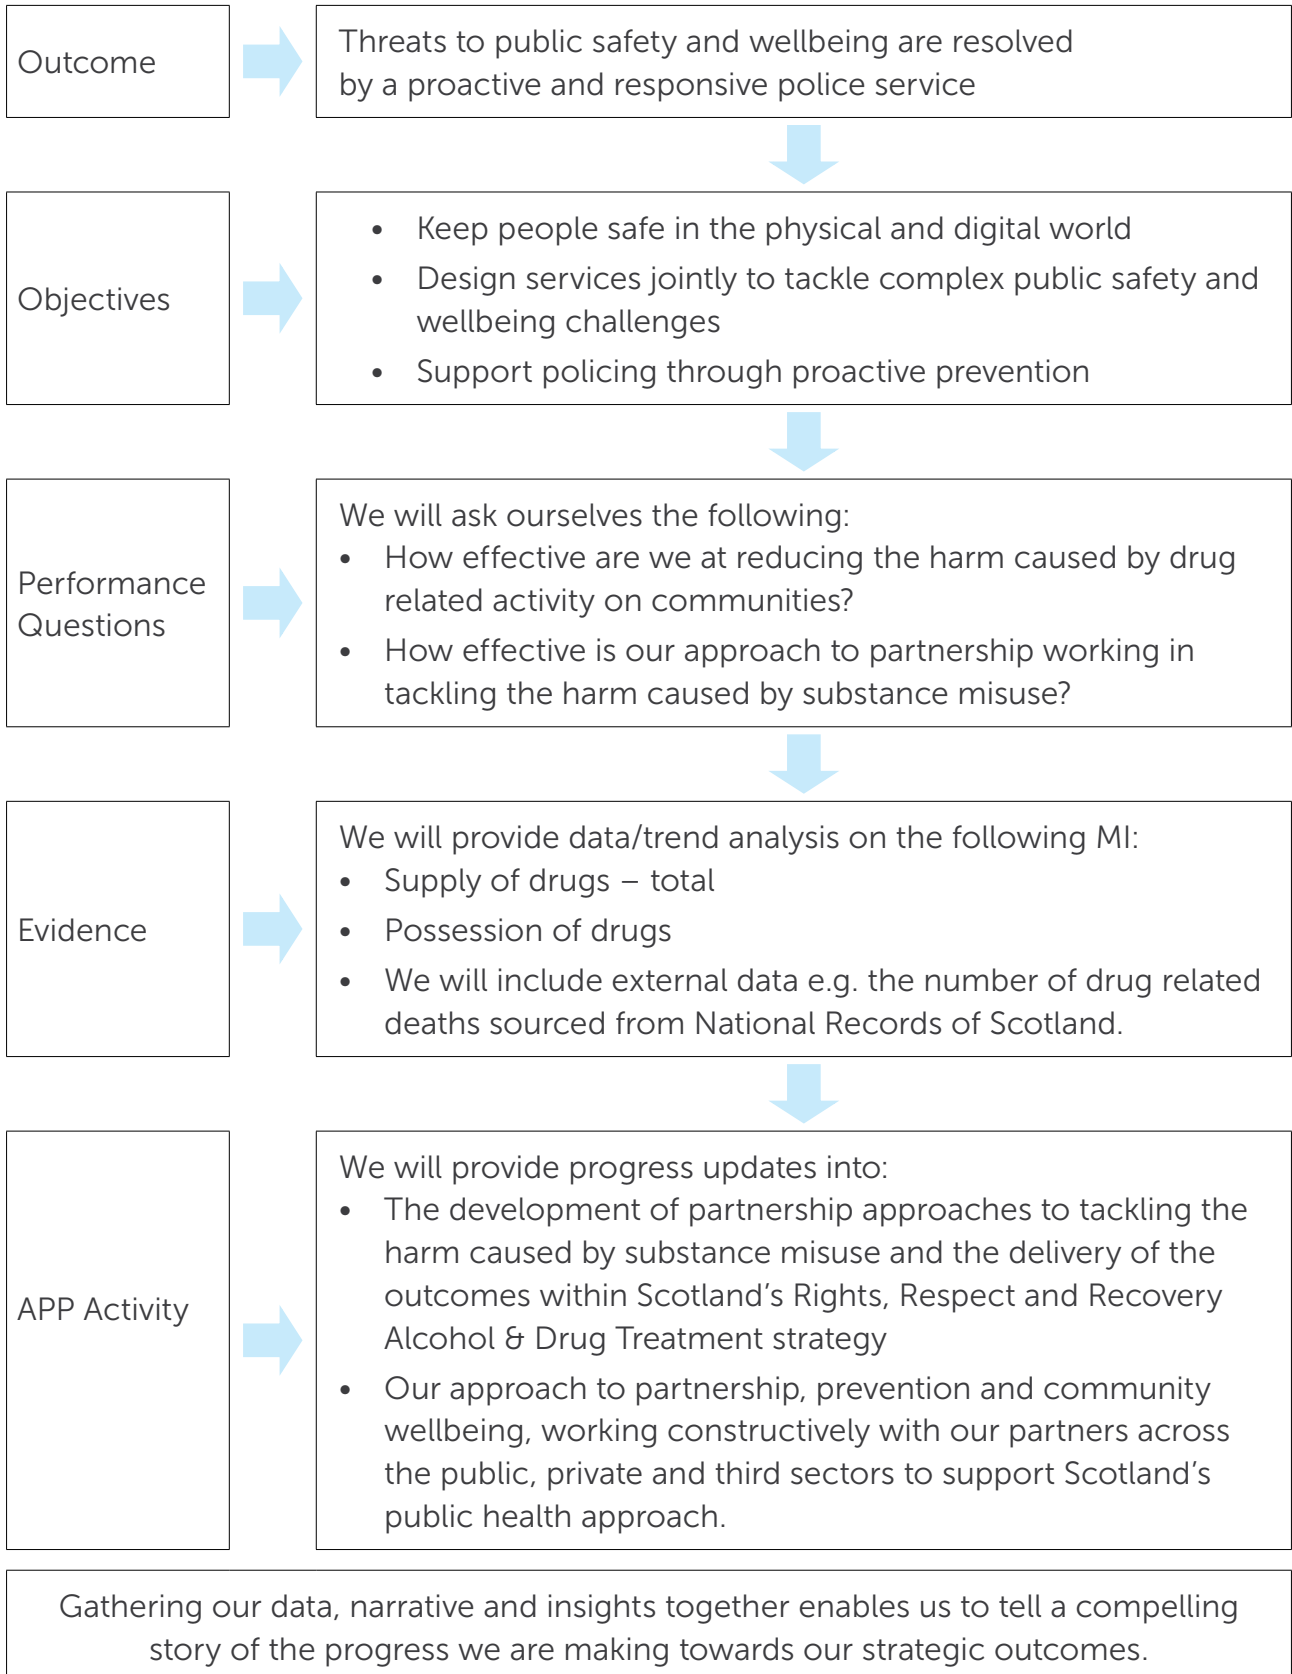 Outcome
Threats to public safety and wellbeing are resolved
by a proactive and responsive police service
Objectives
• Keep people safe in the physical and digital world
• Design services jointly to tackle complex public safety and
wellbeing challenges
• Support policing through proactive prevention
Performance
Questions
We will ask ourselves the following:
• How effective are we at reducing the harm caused by drug
related activity on communities?
• How effective is our approach to partnership working in
tackling the harm caused by substance misuse?
Evidence
We will provide data/trend analysis on the following MI:
• Supply of drugs – total
• Possession of drugs
• We will include external data e.g. the number of drug related
deaths sourced from National Records of Scotland.
APP Activity
We will provide progress updates into:
• The development of partnership approaches to tackling the
harm caused by substance misuse and the delivery of the
outcomes within Scotland’s Rights, Respect and Recovery
Alcohol & Drug Treatment strategy
• Our approach to partnership, prevention and community
wellbeing, working constructively with our partners across
the public, private and third sectors to support Scotland’s
public health approach.
Gathering our data, narrative and insights together enables us to tell a compelling
story of the progress we are making towards our strategic outcomes.